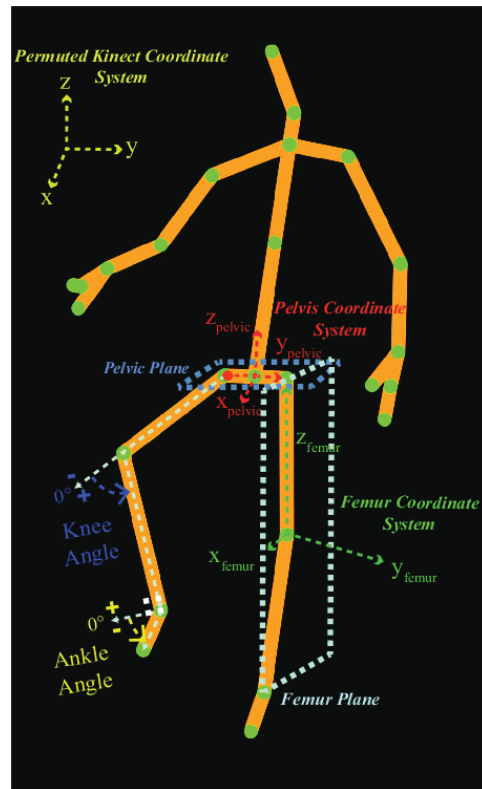 Permuted Kinect Coordinate
System
z
y
x
Pelvis Coordinate
System
z pelvic
y pelvic
Pelvic Plane
x pelvic
z femur
0°
- +
Knee
Angle
Femur Coordinate
System
x femur
y femur
+
-
0°
Ankle
Angle
Femur Plane